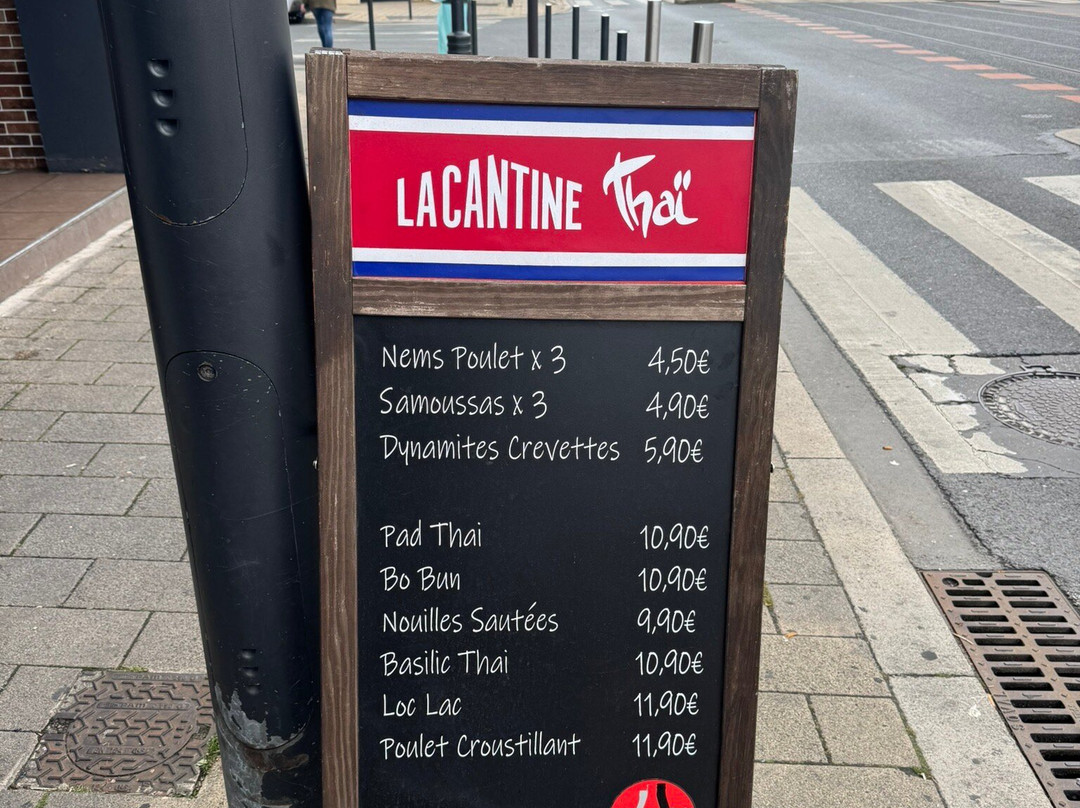 LA CANTINE Thaï
Nems Poulet x 3 4,50€
Samoussas x 3 4,90€
Dynamites Crevettes 5,90€
Pad Thai 10,90€
Bo Bun 10,90€
Nouilles Sautées 9,90€
Basilic Thai 10,90€
Loc Lac 11,90€
Poulet Croustillant 11,90€